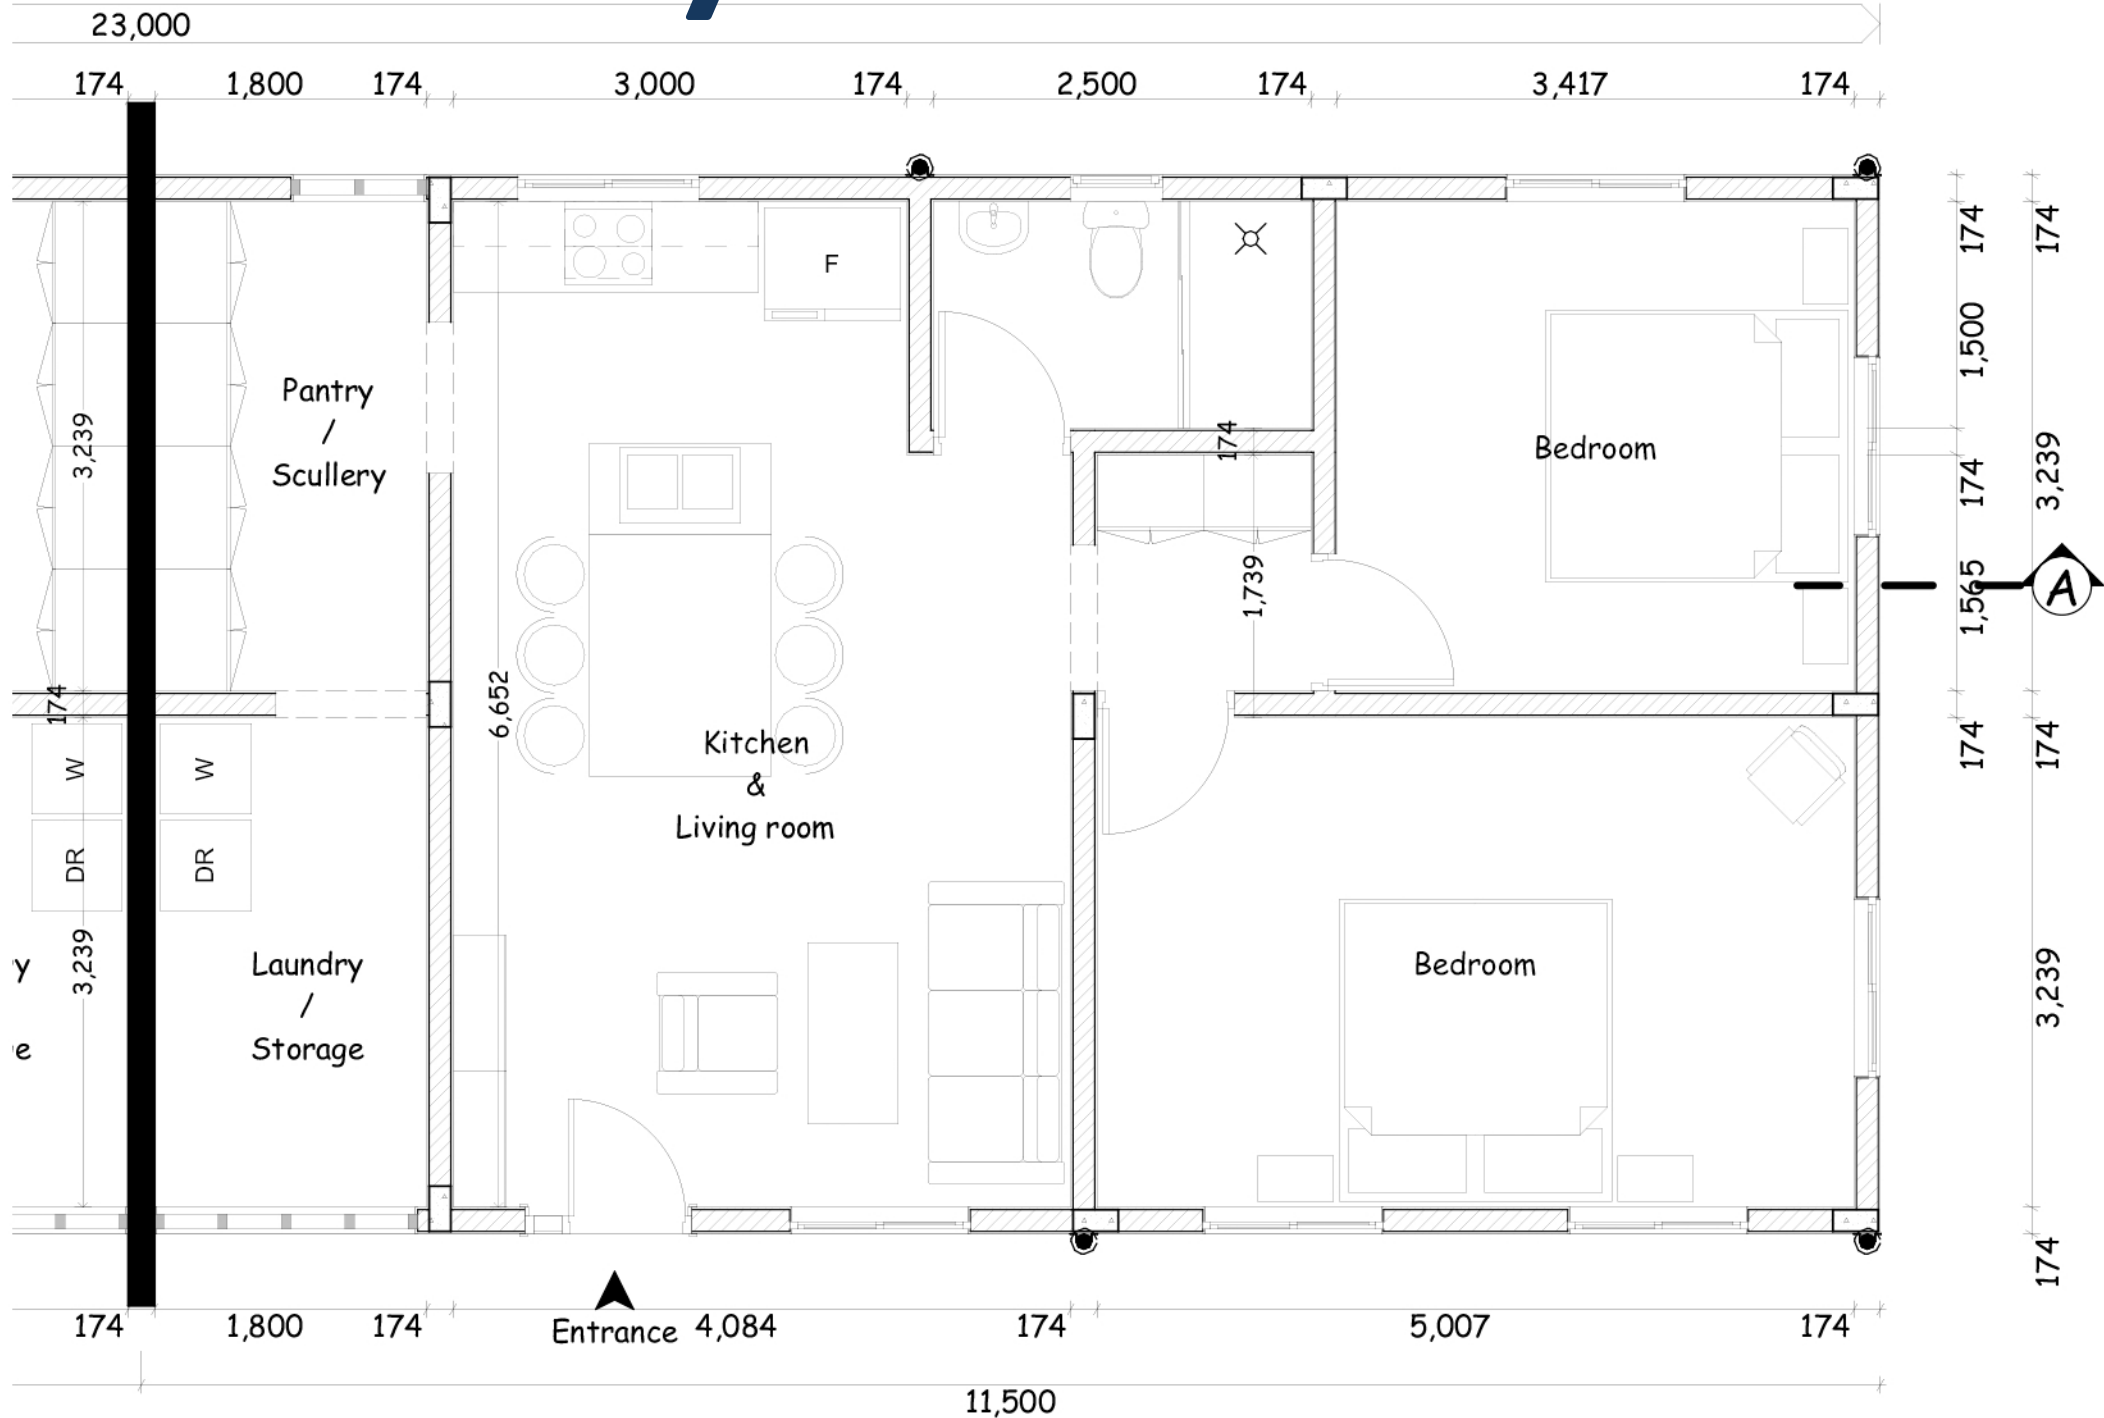 23,000
174 1,800 174 3,000 174 2,500 174 3,417 174
F
174
174
1,500
Pantry
/
Scullery
3,239
174
Bedroom
174
3,239
1,739
1,565
A
174
6,652
W
W
Kitchen
&
Living room
174
174
DR
DR
3,239
y
Laundry
/
Storage
e
Bedroom
3,239
174
174 1,800 174 Entrance 4,084 174 5,007 174
11,500